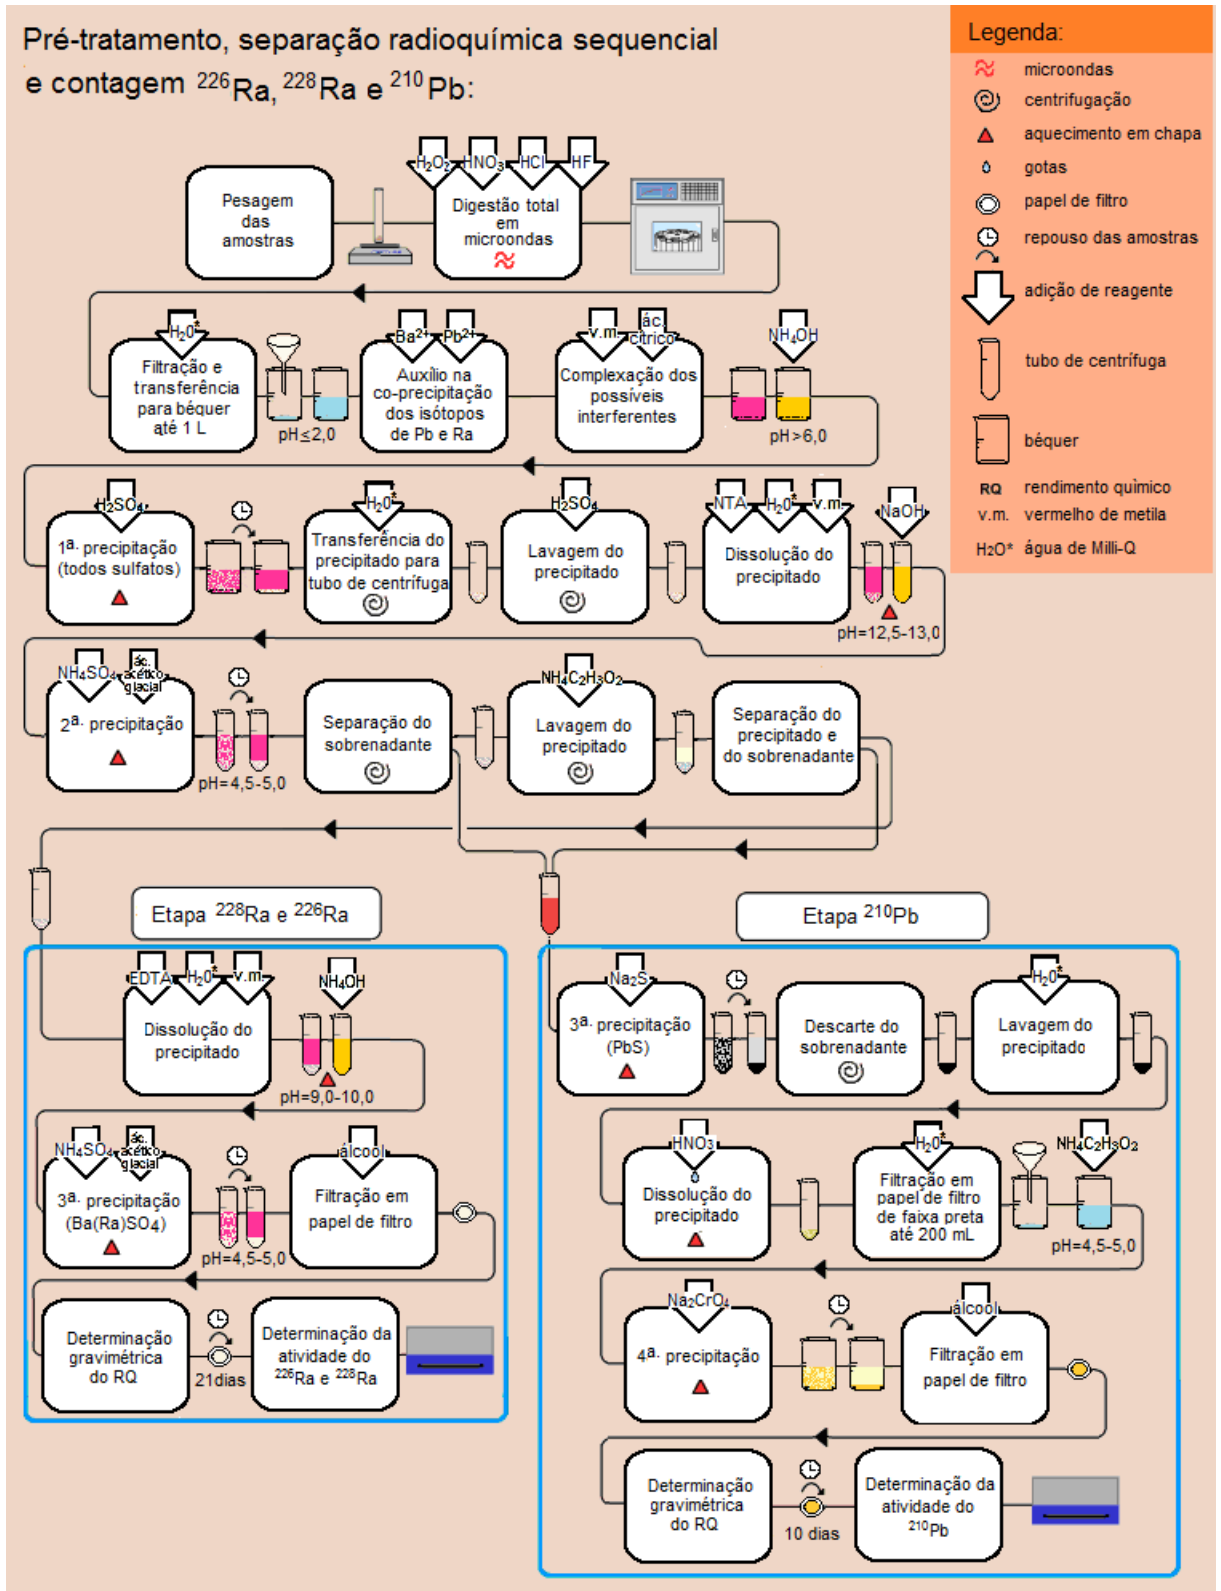 Pré-tratamento, separação radioquímica sequencial
e contagem ²²⁶Ra, ²²⁸Ra e ²¹⁰Pb:
Legenda:
microondas
centrifugação
aquecimento em chapa
gotas
papel de filtro
repouso das amostras
adição de reagente
tubo de centrífuga
béquer
RQ rendimento quìmico
v.m. vermelho de metila
H₂O* água de Milli-Q
Pesagem
das
amostras
H₂O₂ HNO₃ HCl HF
Digestão total
em
microondas
H₂0*
Filtração e
transferência
para béquer
até 1 L
pH≤2,0
Ba²⁺ Pb²⁺
Auxílio na
co-precipitação
dos isótopos
de Pb e Ra
v.m. ác.
cítrico
Complexação dos
possíveis
interferentes
NH₄OH
pH>6,0
H₂SO₄
1ª. precipitação
(todos sulfatos)
H₂0*
Transferência do
precipitado para
tubo de centrífuga
H₂SO₄
Lavagem do
precipitado
NTA H₂0* v.m.
Dissolução do
precipitado
NaOH
pH=12,5-13,0
NH₄SO₄ ác.
acético
glacial
2ª. precipitação
pH=4,5-5,0
Separação do
sobrenadante
NH₄C₂H₃O₂
Lavagem do
precipitado
Separação do
precipitado e
do sobrenadante
Etapa ²²⁸Ra e ²²⁶Ra
EDTA H₂0* v.m.
Dissolução do
precipitado
NH₄OH
pH=9,0-10,0
NH₄SO₄ ác.
acético
glacial
3ª. precipitação
(Ba(Ra)SO₄)
pH=4,5-5,0
álcool
Filtração em
papel de filtro
Determinação
gravimétrica
do RQ
21dias
Determinação da
atividade do
²²⁶Ra e ²²⁸Ra
Etapa ²¹⁰Pb
Na₂S
3ª. precipitação
(PbS)
Descarte do
sobrenadante
H₂0*
Lavagem do
precipitado
HNO₃
Dissolução do
precipitado
H₂0*
Filtração em
papel de filtro
de faixa preta
até 200 mL
NH₄C₂H₃O₂
pH=4,5-5,0
Na₂CrO₄
4ª. precipitação
álcool
Filtração em
papel de filtro
Determinação
gravimétrica
do RQ
10 dias
Determinação da
atividade do
²¹⁰Pb